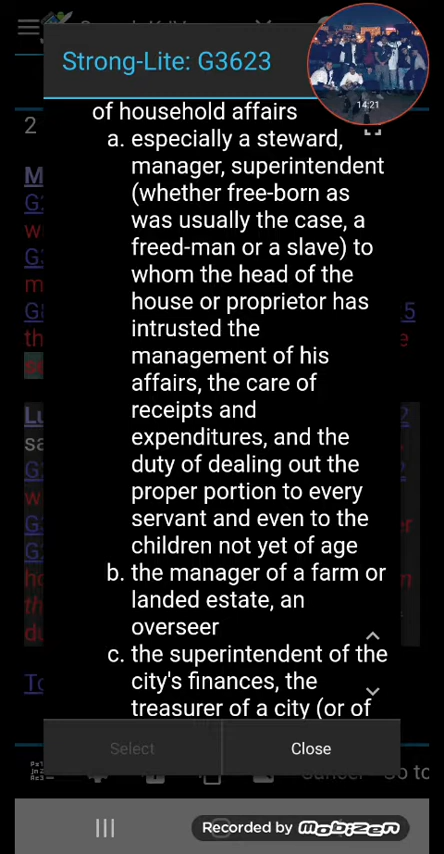 Strong-Lite: G3623
14:21
of household affairs
a. especially a steward,
manager, superintendent
(whether free-born as
was usually the case, a
freed-man or a slave) to
whom the head of the
house or proprietor has
intrusted the
management of his
affairs, the care of
receipts and
expenditures, and the
duty of dealing out the
proper portion to every
servant and even to the
children not yet of age
b. the manager of a farm or
landed estate, an
overseer
c. the superintendent of the
city's finances, the
treasurer of a city (or of
Select Close
Recorded by Mobizen